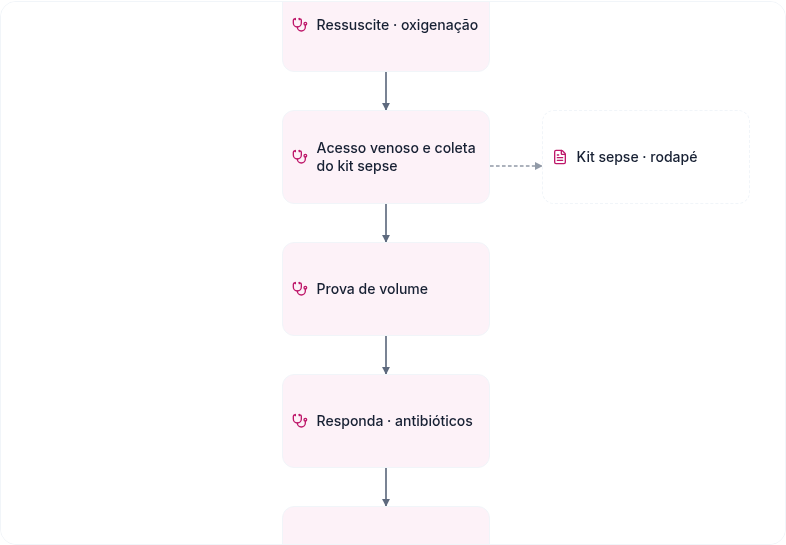 Ressuscite · oxigenação
Acesso venoso e coleta
do kit sepse
Kit sepse · rodapé
Prova de volume
Responda · antibióticos